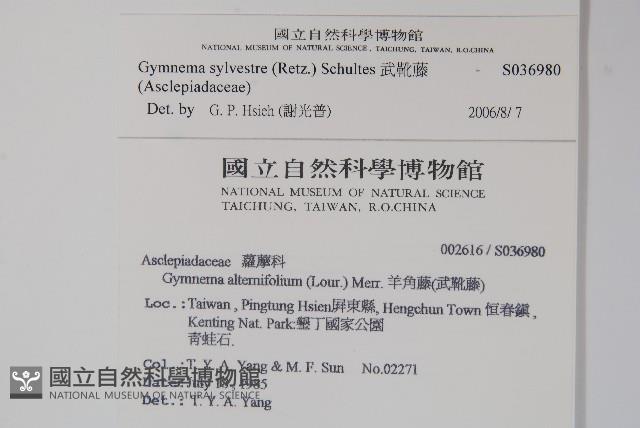 國立自然科學博物館
NATIONAL MUSEUM OF NATURAL SCIENCE, TAICHUNG, TAIWAN, R.O.CHINA
Gymnema sylvestre (Retz.) Schultes 武靴藤 - S036980
(Asclepiadaceae)
Det. by G. P. Hsieh (謝光普) 2006/8/7
國立自然科學博物館
NATIONAL MUSEUM OF NATURAL SCIENCE
TAICHUNG, TAIWAN, R.O.CHINA
002616 / S036980
Asclepiadaceae 蘿藦科
Gymnema alternifolium (Lour.) Merr. 羊角藤(武靴藤)
Loc.:Taiwan, Pingtung Hsien屏東縣, Hengchun Town 恒春鎮,
Kenting Nat. Park:墾丁國家公園
青蛙石.
Col.:T. Y. A. Yang & M. F. Sun No.02271
Date: July 1985
Det.: T. Y. A. Yang
國立自然科學博物館
NATIONAL MUSEUM OF NATURAL SCIENCE